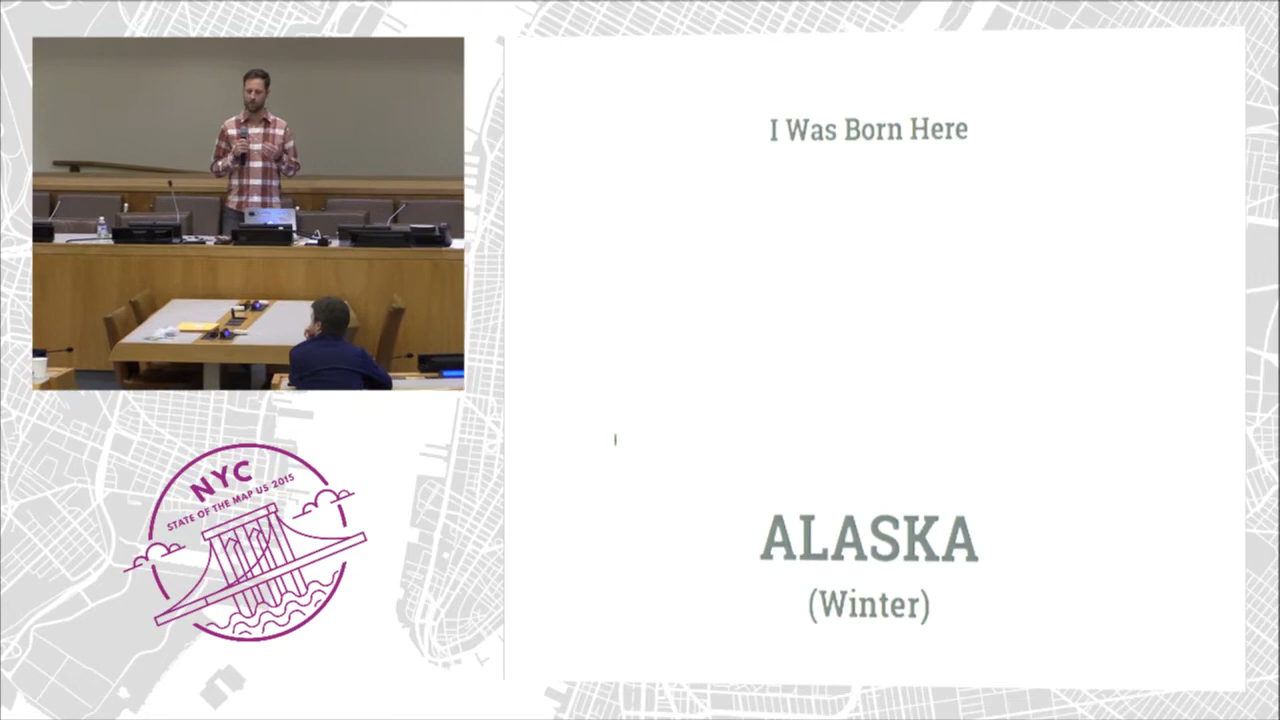 I Was Born Here
ALASKA
(Winter)
NYC
STATE OF THE MAP US 2015